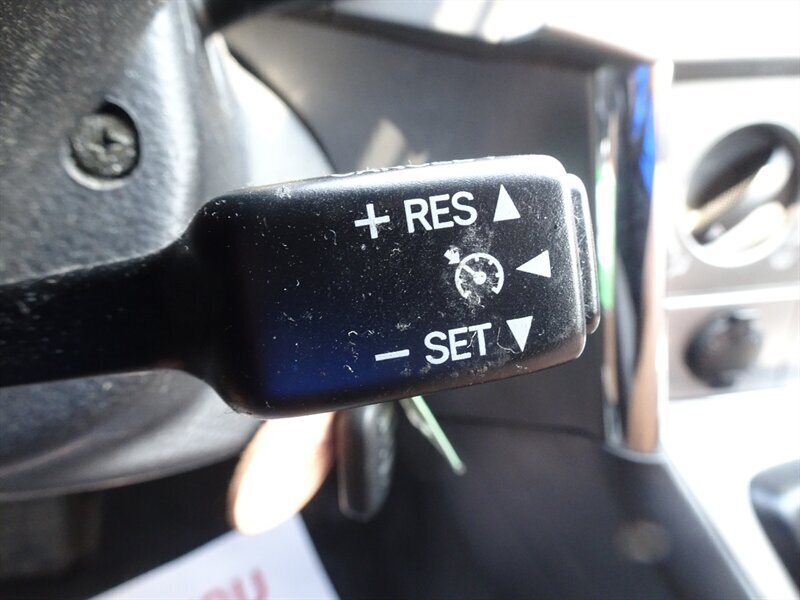 + RES ▲
◀
− SET ▼